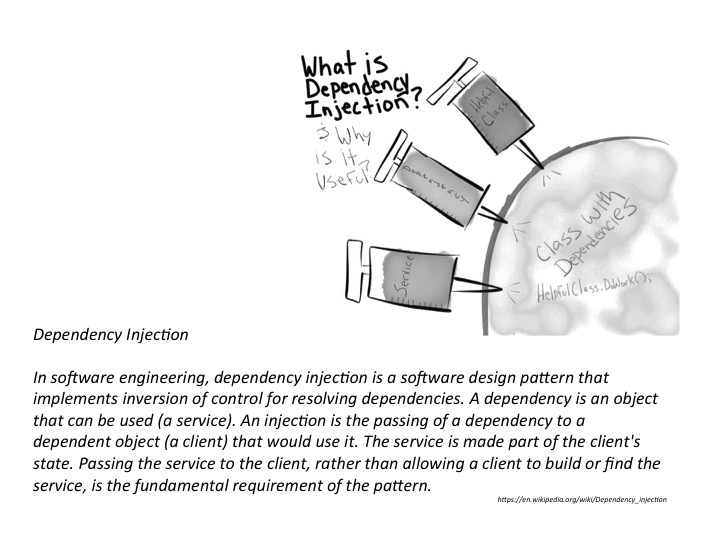 What is
Dependency
Injection?
& Why
is it
Useful?
Helpful
Class
Service
Class with
Dependencies
HelpfulClass.DoWork();
Dependency Injection
In software engineering, dependency injection is a software design pattern that
implements inversion of control for resolving dependencies. A dependency is an object
that can be used (a service). An injection is the passing of a dependency to a
dependent object (a client) that would use it. The service is made part of the client's
state. Passing the service to the client, rather than allowing a client to build or find the
service, is the fundamental requirement of the pattern.
https://en.wikipedia.org/wiki/Dependency_injection